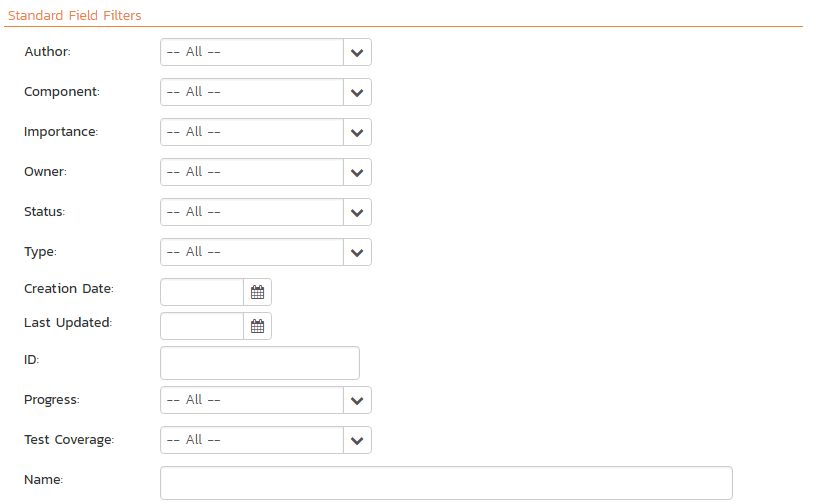 Standard Field Filters
Author: -- All --
Component: -- All --
Importance: -- All --
Owner: -- All --
Status: -- All --
Type: -- All --
Creation Date:
Last Updated:
ID:
Progress: -- All --
Test Coverage: -- All --
Name: